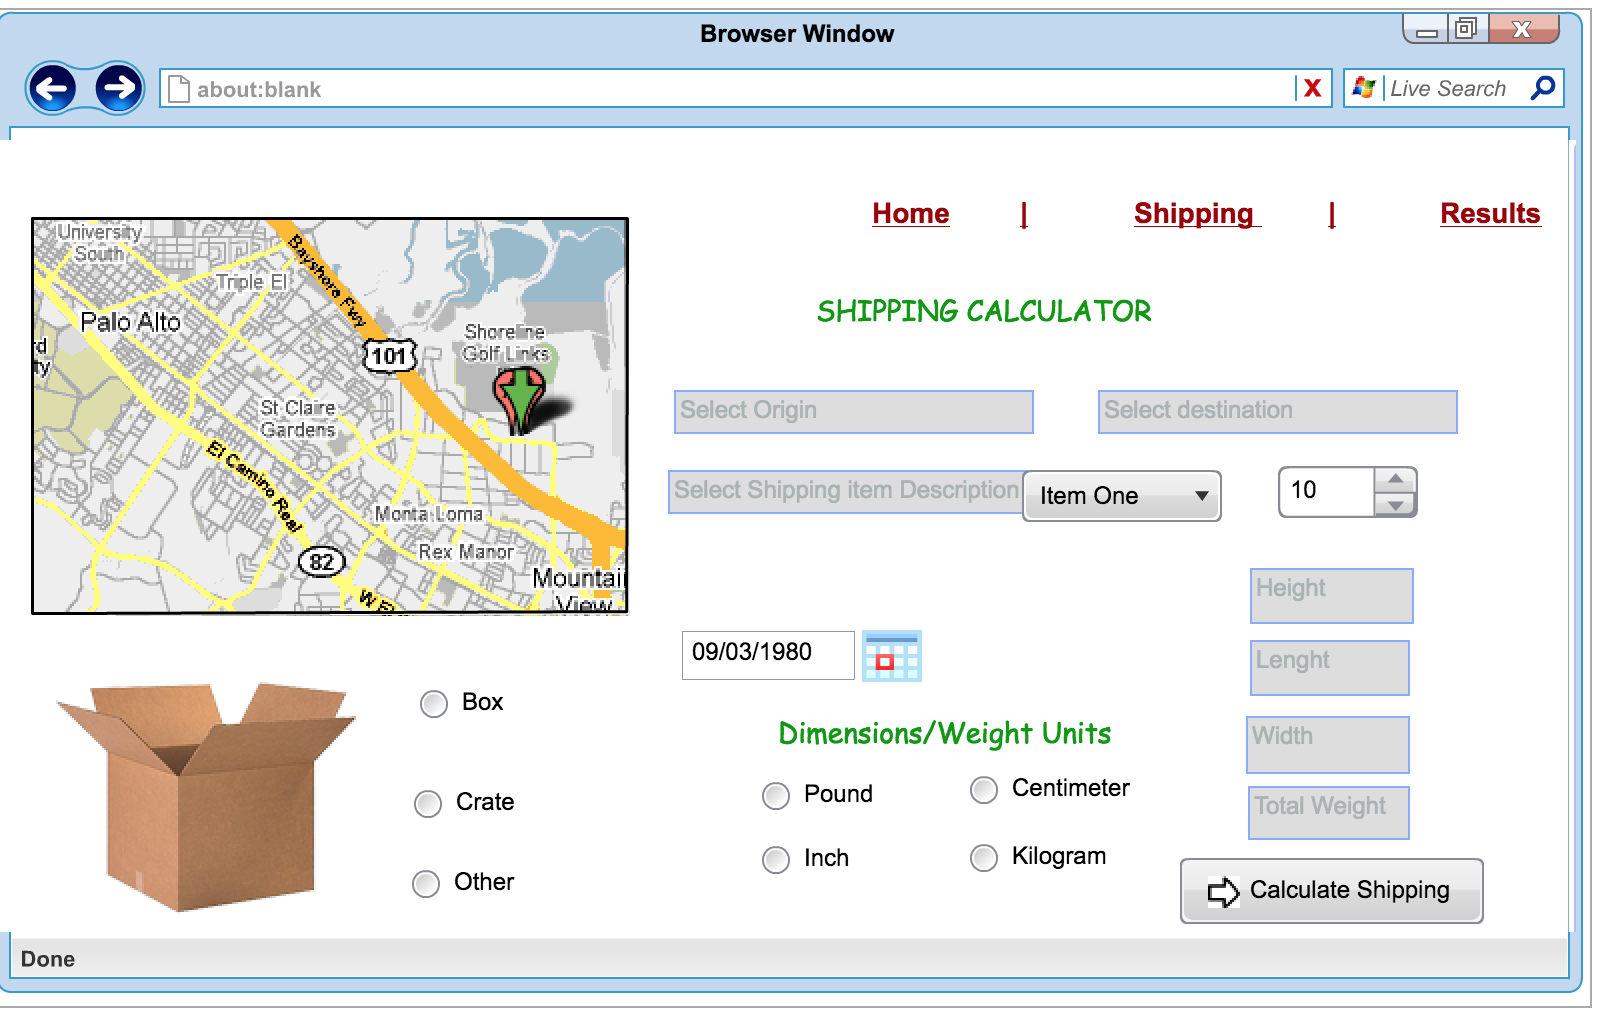 Browser Window
about:blank
X
Live Search
Home | Shipping | Results
University
South
Triple El
Bayshore Fwy
Palo Alto
rd
ty
101
Shoreline
Golf Links
St Claire
Gardens
El Camino Real
Monta Loma
82
Rex Manor
Mountai
View
W El
SHIPPING CALCULATOR
Select Origin
Select destination
Select Shipping item Description
Item One
10
Height
09/03/1980
Lenght
Box
Dimensions/Weight Units
Width
Pound
Centimeter
Crate
Total Weight
Inch
Kilogram
Other
Calculate Shipping
Done